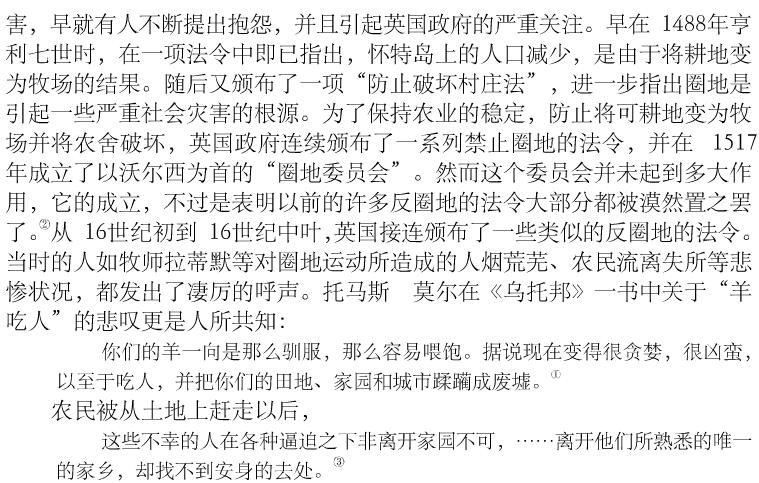 害，早就有人不断提出抱怨，并且引起英国政府的严重关注。早在 1488年亨
利七世时，在一项法令中即已指出，怀特岛上的人口减少，是由于将耕地变
为牧场的结果。随后又颁布了一项“防止破坏村庄法”，进一步指出圈地是
引起一些严重社会灾害的根源。为了保持农业的稳定，防止将可耕地变为牧
场并将农舍破坏，英国政府连续颁布了一系列禁止圈地的法令，并在 1517
年成立了以沃尔西为首的“圈地委员会”。然而这个委员会并未起到多大作
用，它的成立，不过是表明以前的许多反圈地的法令大部分都被漠然置之罢
了。②从 16世纪初到 16世纪中叶,英国接连颁布了一些类似的反圈地的法令。
当时的人如牧师拉蒂默等对圈地运动所造成的人烟荒芜、农民流离失所等悲
惨状况，都发出了凄厉的呼声。托马斯　莫尔在《乌托邦》一书中关于“羊
吃人”的悲叹更是人所共知：
你们的羊一向是那么驯服，那么容易喂饱。据说现在变得很贪婪，很凶蛮，
以至于吃人，并把你们的田地、家园和城市蹂躏成废墟。①
农民被从土地上赶走以后，
这些不幸的人在各种逼迫之下非离开家园不可，……离开他们所熟悉的唯一
的家乡，却找不到安身的去处。③